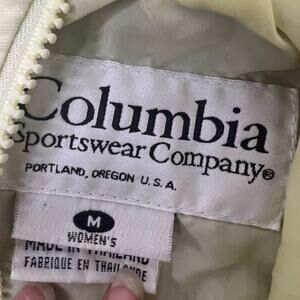 Columbia
Sportswear Company®
PORTLAND, OREGON U.S.A.
M
WOMEN'S
MADE IN THAILAND
FABRIQUE EN THAILANDE